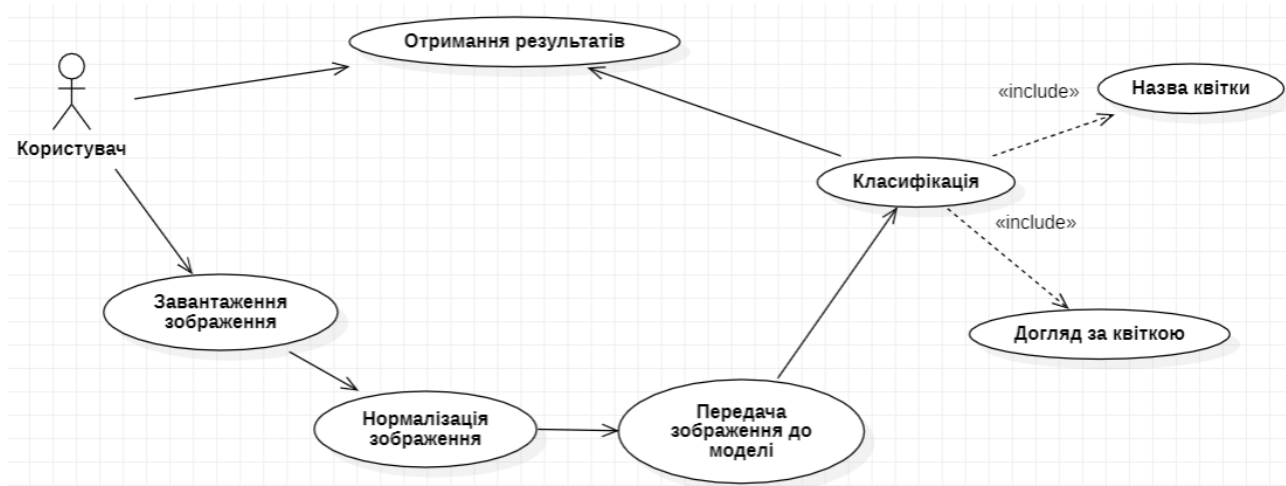 Отримання результатів
«include»
Назва квітки
Користувач
Класифікація
«include»
Завантаження
зображення
Догляд за квіткою
Нормалізація
зображення
Передача
зображення до
моделі